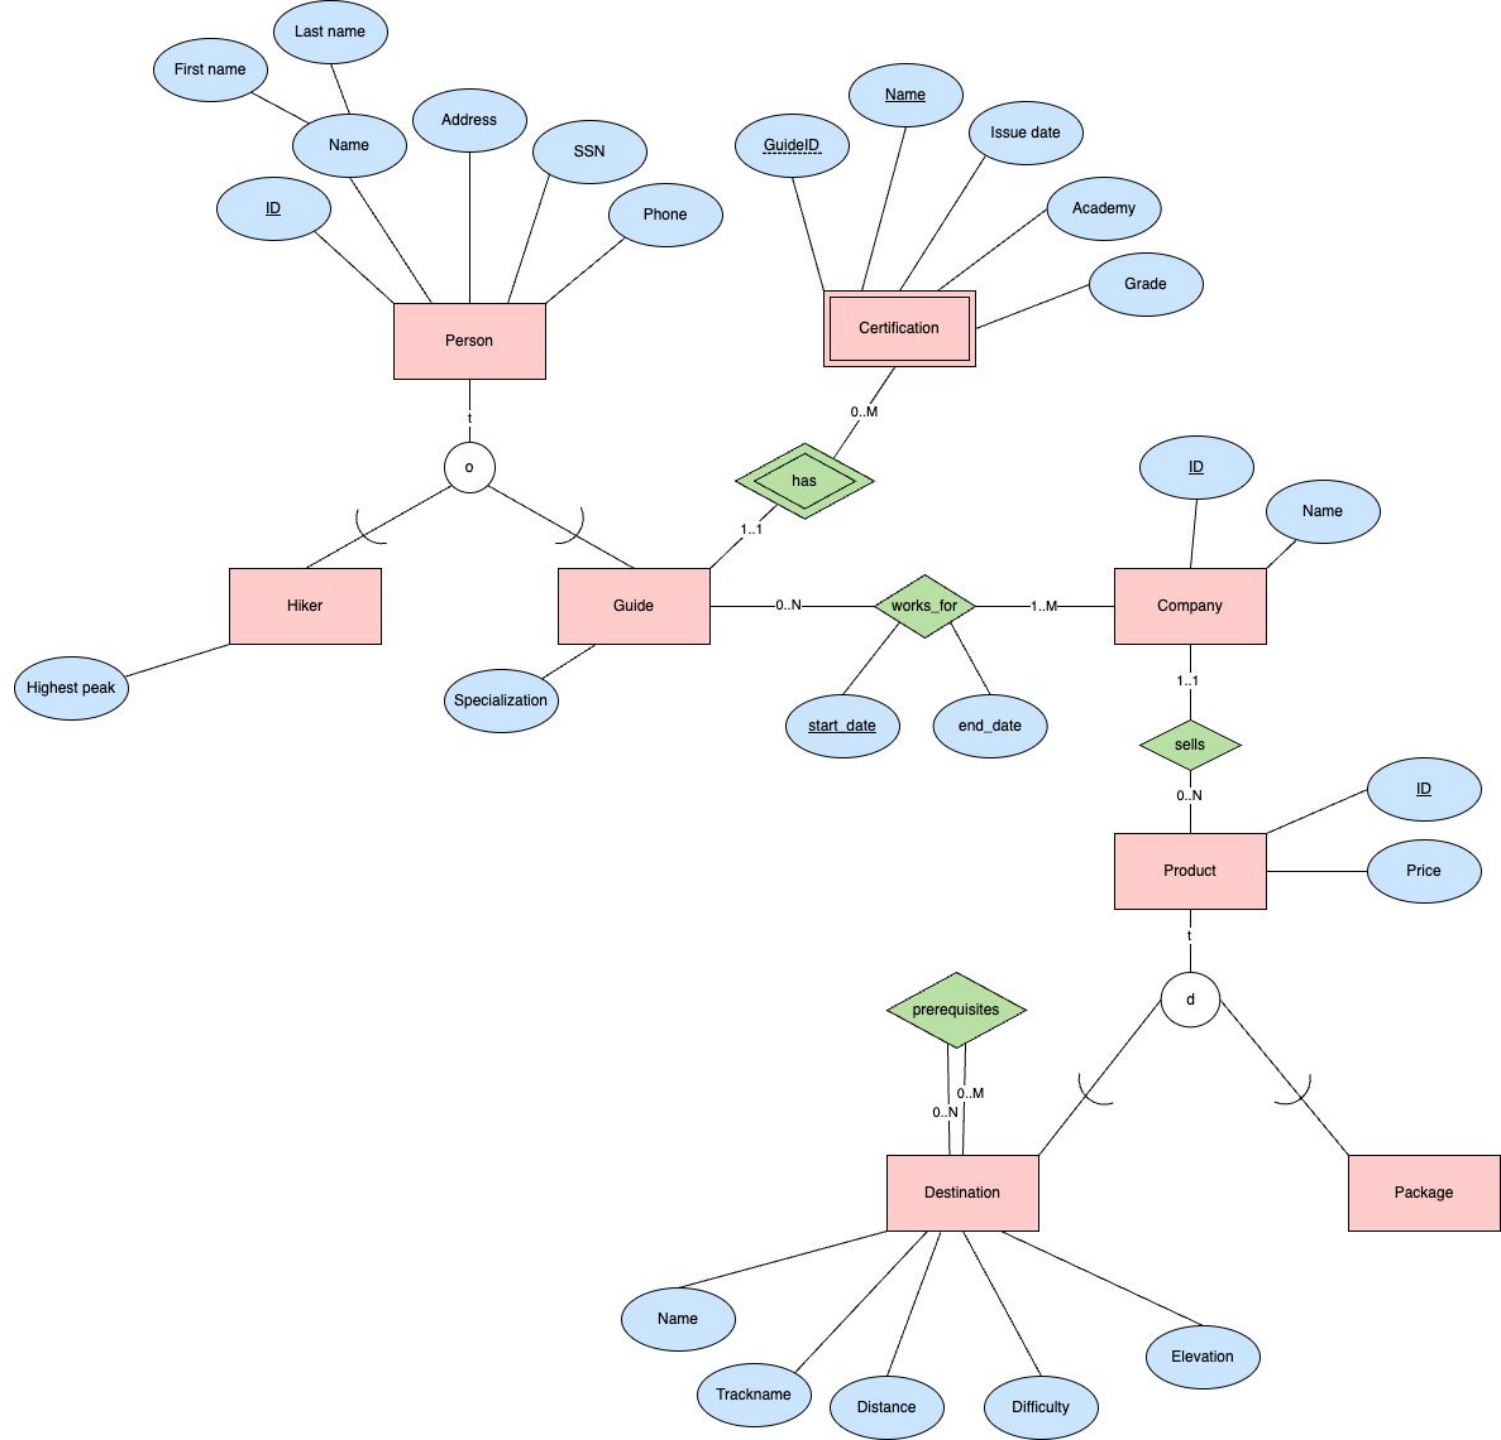 Last name
First name
Name
Address
SSN
ID
Phone
Person
Name
GuideID
Issue date
Academy
Grade
Certification
t
o
0..M
has
1..1
ID
Name
Hiker
Guide
0..N
works_for
1..M
Company
Highest peak
Specialization
start_date
end_date
1..1
sells
0..N
ID
Product
Price
t
d
prerequisites
0..M
0..N
Destination
Package
Name
Trackname
Distance
Difficulty
Elevation